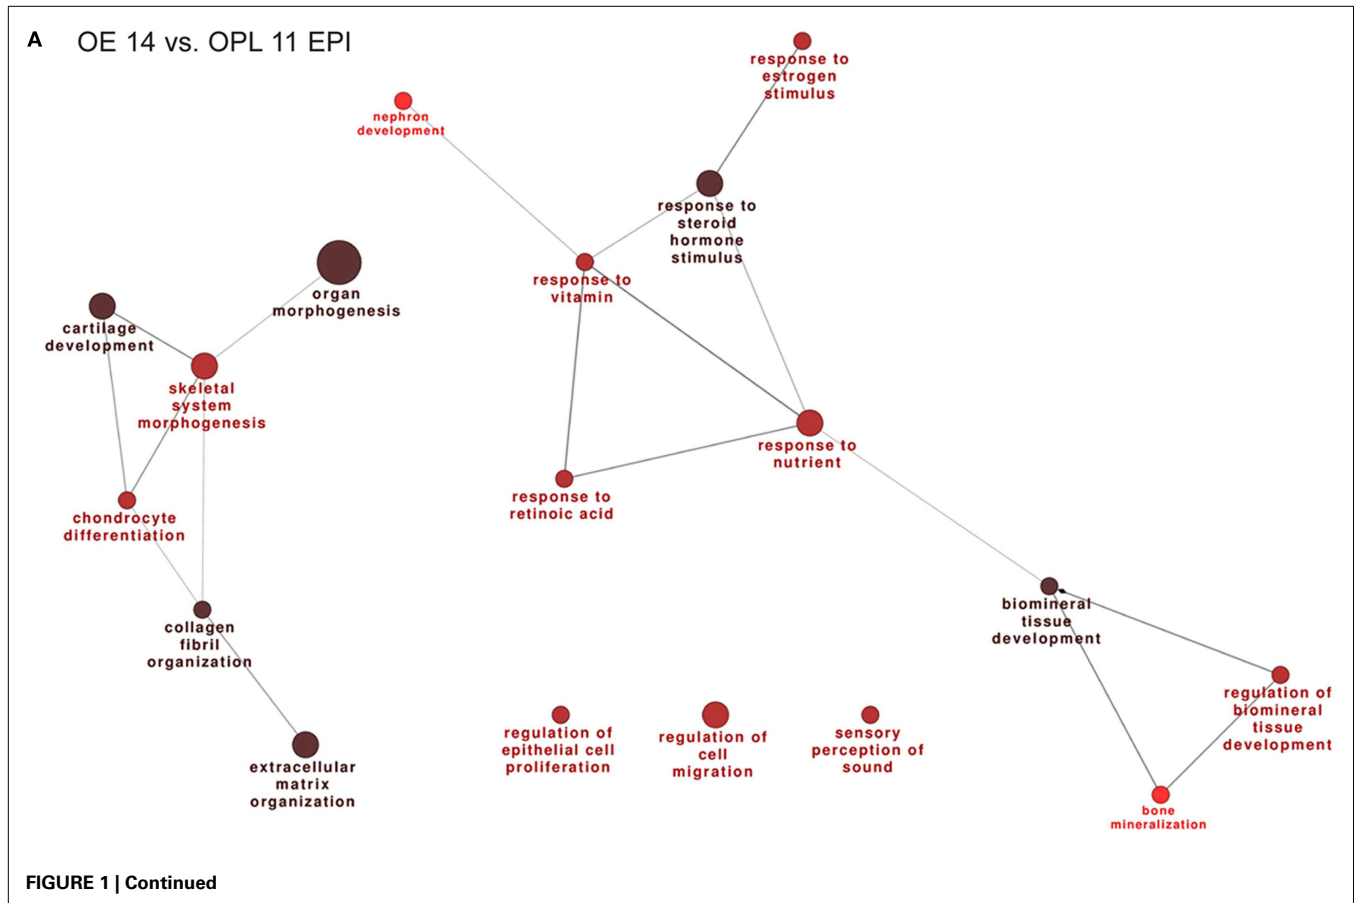 A OE 14 vs. OPL 11 EPI
response to
estrogen
stimulus
nephron
development
response to
steroid
hormone
stimulus
response to
vitamin
organ
morphogenesis
cartilage
development
skeletal
system
morphogenesis
response to
nutrient
response to
retinoic acid
chondrocyte
differentiation
collagen
fibril
organization
biomineral
tissue
development
regulation of
biomineral
tissue
development
regulation of
epithelial cell
proliferation
regulation of
cell
migration
sensory
perception of
sound
extracellular
matrix
organization
bone
mineralization
FIGURE 1 | Continued